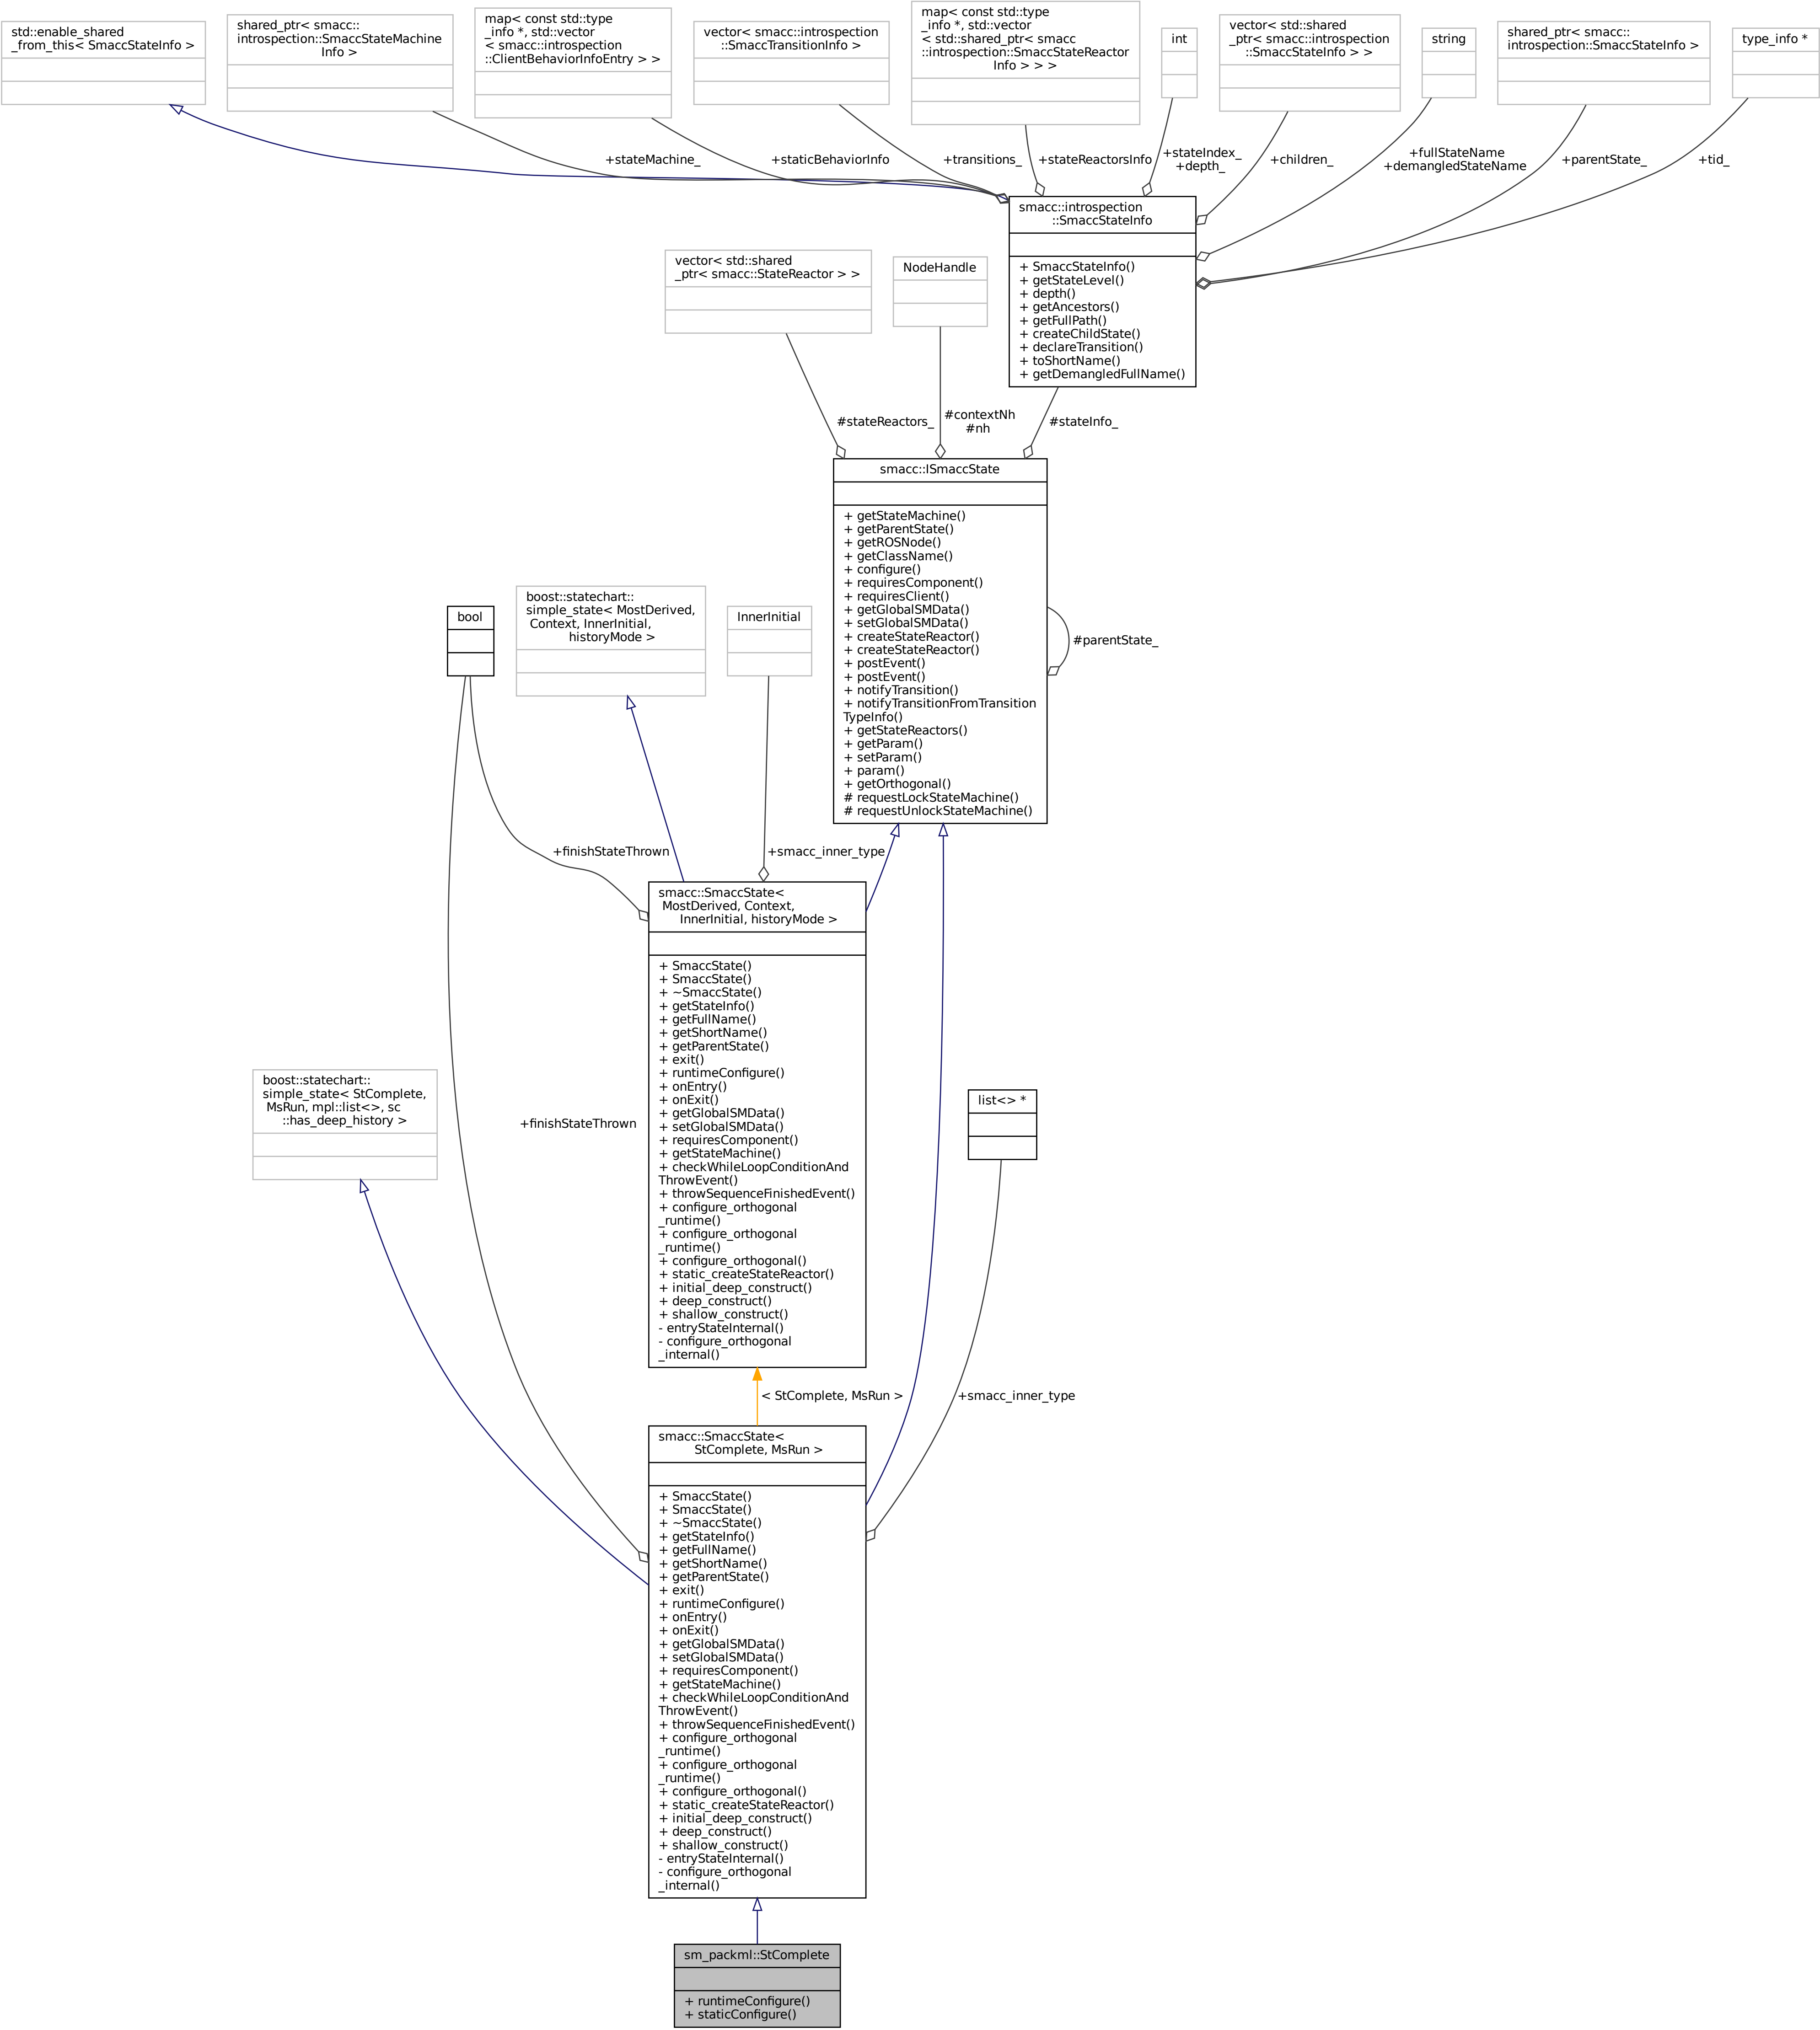 std::enable_shared
_from_this< SmaccStateInfo >
shared_ptr< smacc::
introspection::SmaccStateMachine
Info >
map< const std::type
_info *, std::vector
< smacc::introspection
::ClientBehaviorInfoEntry > >
vector< smacc::introspection
::SmaccTransitionInfo >
map< const std::type
_info *, std::vector
< std::shared_ptr< smacc
::introspection::SmaccStateReactor
Info > > >
int
vector< std::shared
_ptr< smacc::introspection
::SmaccStateInfo > >
string
shared_ptr< smacc::
introspection::SmaccStateInfo >
type_info *
+stateMachine_
+staticBehaviorInfo
+transitions_
+stateReactorsInfo
+stateIndex_
+depth_
+children_
+fullStateName
+demangledStateName
+parentState_
+tid_
smacc::introspection
::SmaccStateInfo
+ SmaccStateInfo()
+ getStateLevel()
+ depth()
+ getAncestors()
+ getFullPath()
+ createChildState()
+ declareTransition()
+ toShortName()
+ getDemangledFullName()
vector< std::shared
_ptr< smacc::StateReactor > >
NodeHandle
#stateReactors_
#contextNh
#nh
#stateInfo_
smacc::ISmaccState
+ getStateMachine()
+ getParentState()
+ getROSNode()
+ getClassName()
+ configure()
+ requiresComponent()
+ requiresClient()
+ getGlobalSMData()
+ setGlobalSMData()
+ createStateReactor()
+ createStateReactor()
+ postEvent()
+ postEvent()
+ notifyTransition()
+ notifyTransitionFromTransition
TypeInfo()
+ getStateReactors()
+ getParam()
+ setParam()
+ param()
+ getOrthogonal()
# requestLockStateMachine()
# requestUnlockStateMachine()
#parentState_
bool
boost::statechart::
simple_state< MostDerived,
Context, InnerInitial,
historyMode >
InnerInitial
+finishStateThrown
+smacc_inner_type
smacc::SmaccState<
MostDerived, Context,
InnerInitial, historyMode >
+ SmaccState()
+ SmaccState()
+ ~SmaccState()
+ getStateInfo()
+ getFullName()
+ getShortName()
+ getParentState()
+ exit()
+ runtimeConfigure()
+ onEntry()
+ onExit()
+ getGlobalSMData()
+ setGlobalSMData()
+ requiresComponent()
+ getStateMachine()
+ checkWhileLoopConditionAnd
ThrowEvent()
+ throwSequenceFinishedEvent()
+ configure_orthogonal
_runtime()
+ configure_orthogonal
_runtime()
+ configure_orthogonal()
+ static_createStateReactor()
+ initial_deep_construct()
+ deep_construct()
+ shallow_construct()
- entryStateInternal()
- configure_orthogonal
_internal()
boost::statechart::
simple_state< StComplete,
MsRun, mpl::list<>, sc
::has_deep_history >
+finishStateThrown
list<> *
< StComplete, MsRun >
+smacc_inner_type
smacc::SmaccState<
StComplete, MsRun >
+ SmaccState()
+ SmaccState()
+ ~SmaccState()
+ getStateInfo()
+ getFullName()
+ getShortName()
+ getParentState()
+ exit()
+ runtimeConfigure()
+ onEntry()
+ onExit()
+ getGlobalSMData()
+ setGlobalSMData()
+ requiresComponent()
+ getStateMachine()
+ checkWhileLoopConditionAnd
ThrowEvent()
+ throwSequenceFinishedEvent()
+ configure_orthogonal
_runtime()
+ configure_orthogonal
_runtime()
+ configure_orthogonal()
+ static_createStateReactor()
+ initial_deep_construct()
+ deep_construct()
+ shallow_construct()
- entryStateInternal()
- configure_orthogonal
_internal()
sm_packml::StComplete
+ runtimeConfigure()
+ staticConfigure()